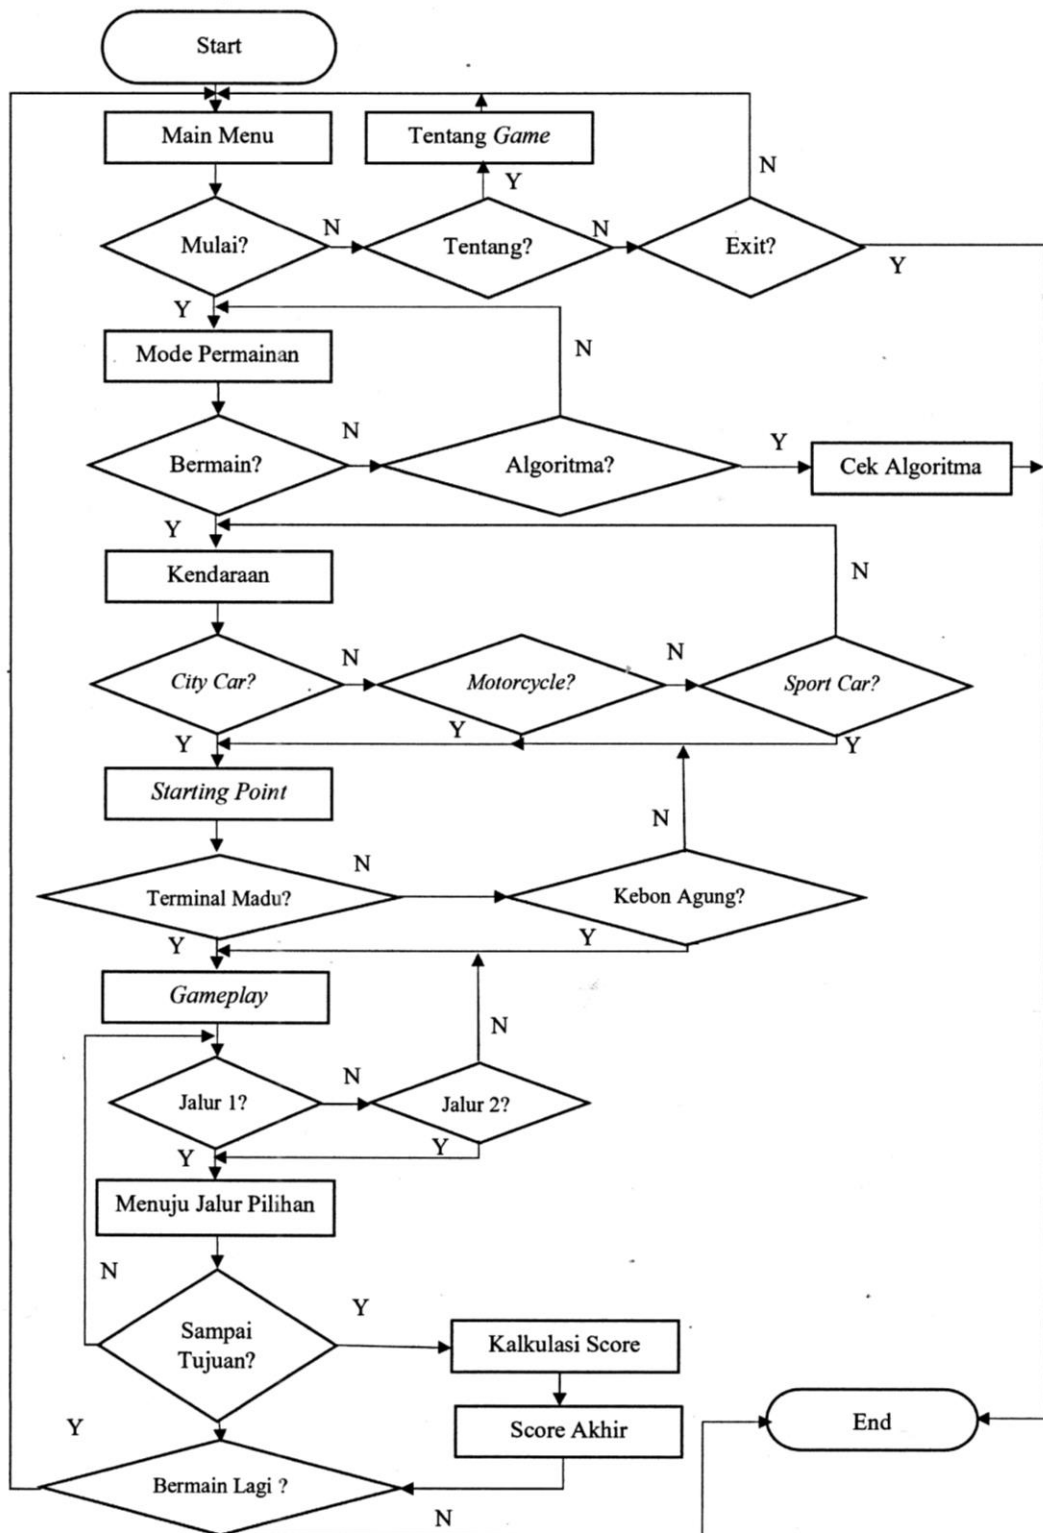 Start
Main Menu
Tentang Game
N
Y
Mulai?
N
Tentang?
N
Exit?
Y
Y
Mode Permainan
N
Bermain?
N
Algoritma?
Y
Cek Algoritma
Y
Kendaraan
N
City Car?
N
Motorcycle?
N
Sport Car?
Y
Y
Y
Starting Point
N
Terminal Madu?
N
Kebon Agung?
Y
Y
Gameplay
N
Jalur 1?
N
Jalur 2?
Y
Y
Menuju Jalur Pilihan
N
Sampai
Tujuan?
Y
Kalkulasi Score
Score Akhir
End
Y
Bermain Lagi ?
N